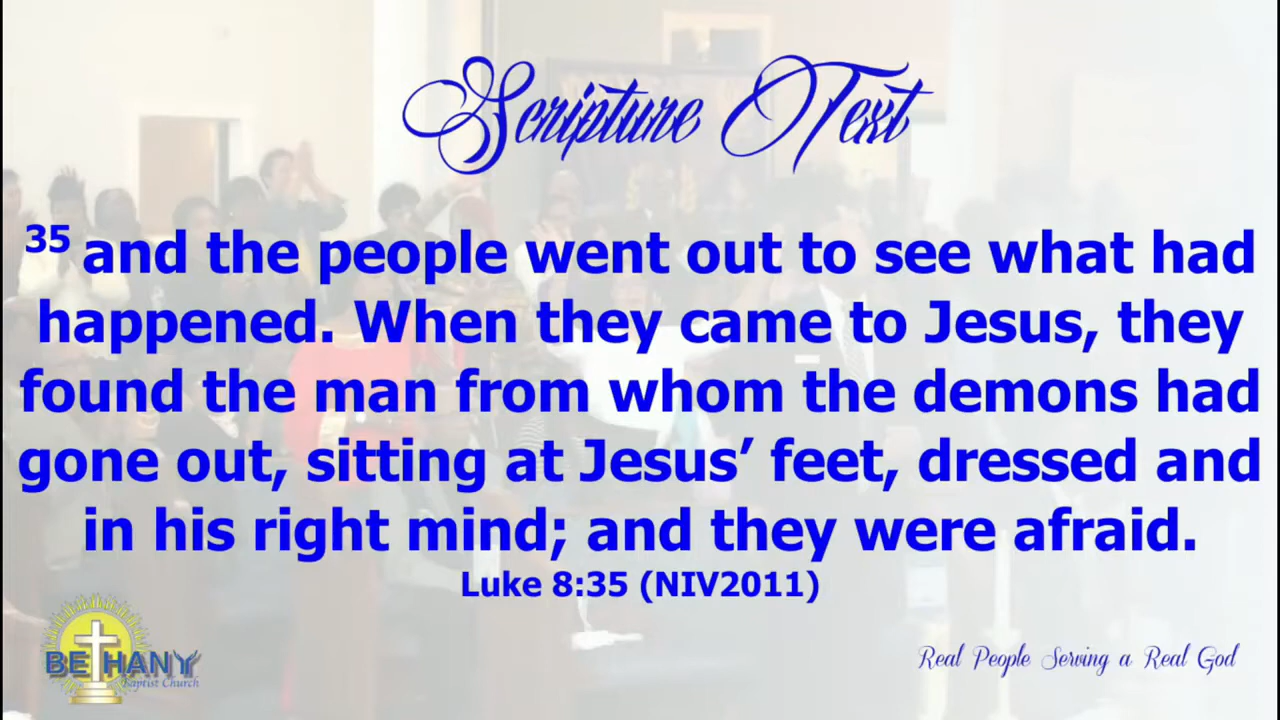 Scripture Text
35 and the people went out to see what had
happened. When they came to Jesus, they
found the man from whom the demons had
gone out, sitting at Jesus’ feet, dressed and
in his right mind; and they were afraid.
Luke 8:35 (NIV2011)
BETHANY
Baptist Church
Real People Serving a Real God